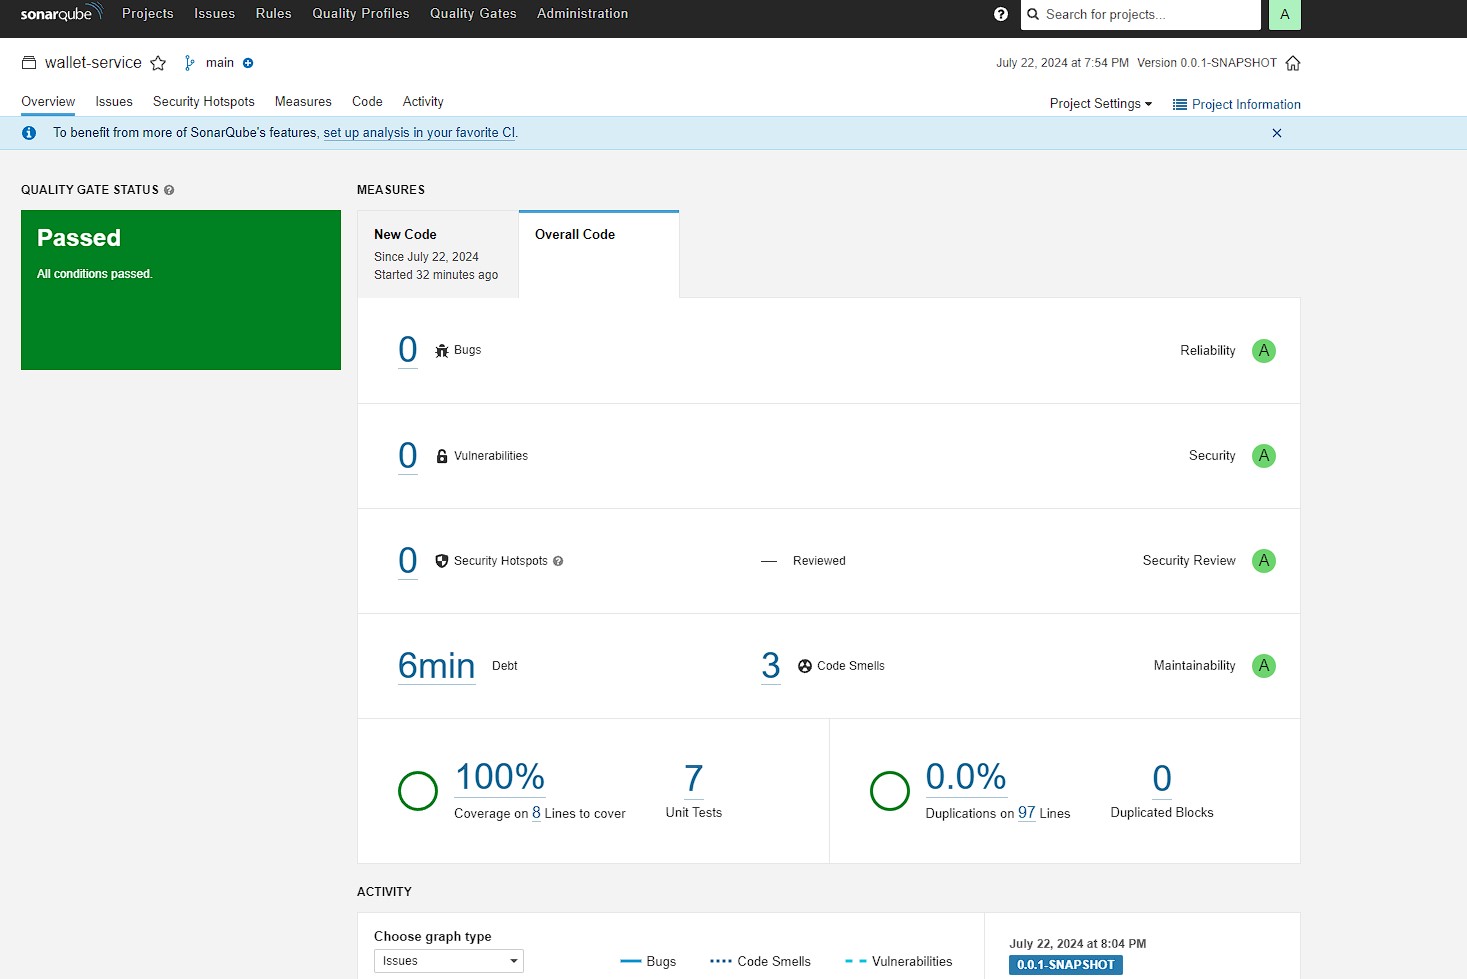 sonarqube Projects Issues Rules Quality Profiles Quality Gates Administration ? Search for projects... A
wallet-service main July 22, 2024 at 7:54 PM Version 0.0.1-SNAPSHOT
Overview Issues Security Hotspots Measures Code Activity Project Settings Project Information
To benefit from more of SonarQube's features, set up analysis in your favorite CI.
QUALITY GATE STATUS ?
Passed
All conditions passed.
MEASURES
New Code
Since July 22, 2024
Started 32 minutes ago
Overall Code
0 Bugs Reliability A
0 Vulnerabilities Security A
0 Security Hotspots ? — Reviewed Security Review A
6min Debt 3 Code Smells Maintainability A
100%
Coverage on 8 Lines to cover
7
Unit Tests
0.0%
Duplications on 97 Lines
0
Duplicated Blocks
ACTIVITY
Choose graph type
Issues
Bugs Code Smells Vulnerabilities
July 22, 2024 at 8:04 PM
0.0.1-SNAPSHOT